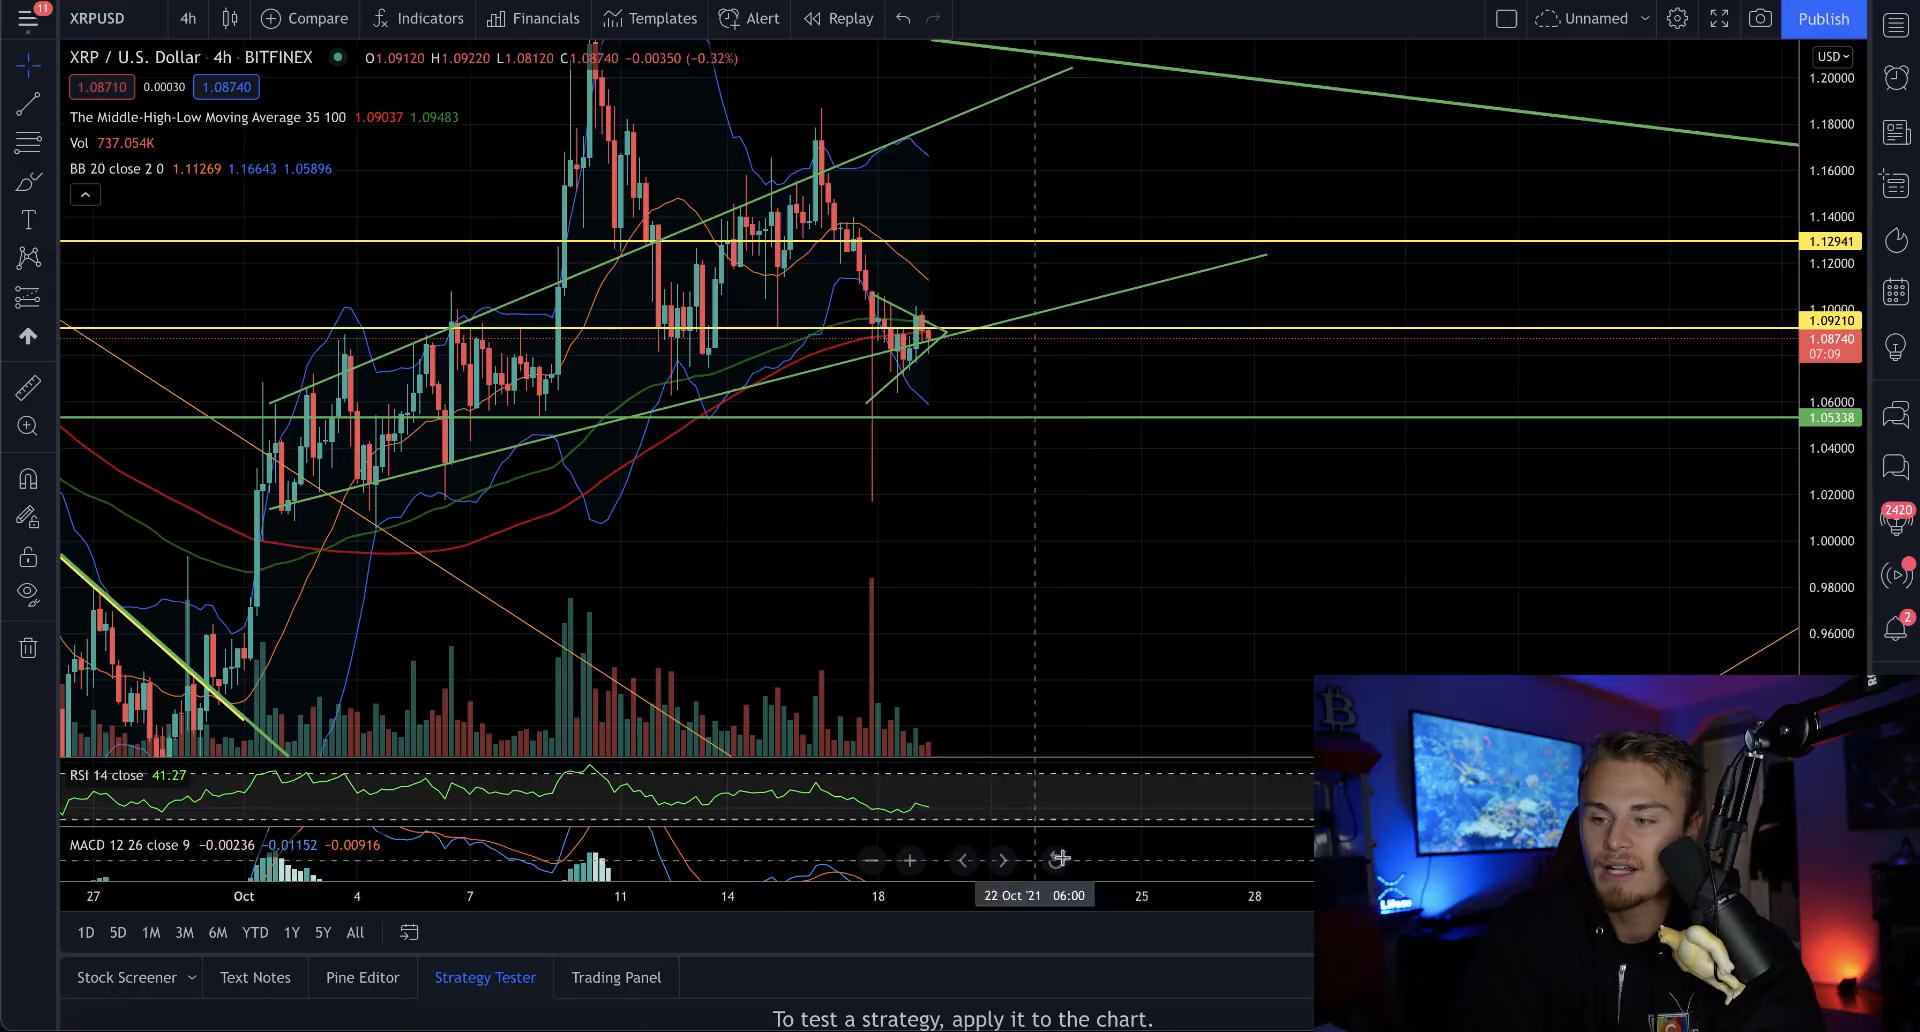 11
XRPUSD 4h Compare Indicators Financials Templates Alert Replay Unnamed Publish
XRP / U.S. Dollar · 4h · BITFINEX O1.09120 H1.09220 L1.08120 C1.08740 −0.00350 (−0.32%)
USD
1.08710 0.00030 1.08740
The Middle-High-Low Moving Average 35 100 1.09037 1.09483
Vol 737.054K
BB 20 close 2 0 1.11269 1.16643 1.05896
1.20000
1.18000
1.16000
1.14000
1.12941
1.12000
1.10000
1.09210
1.08740
07:09
1.06000
1.05338
1.04000
1.02000
1.00000
0.98000
0.96000
2420
2
RSI 14 close 41.27
MACD 12 26 close 9 −0.00236 −0.01152 −0.00916
27 Oct 4 7 11 14 18 22 Oct '21 06:00 25 28
1D 5D 1M 3M 6M YTD 1Y 5Y All
Stock Screener Text Notes Pine Editor Strategy Tester Trading Panel
To test a strategy, apply it to the chart.